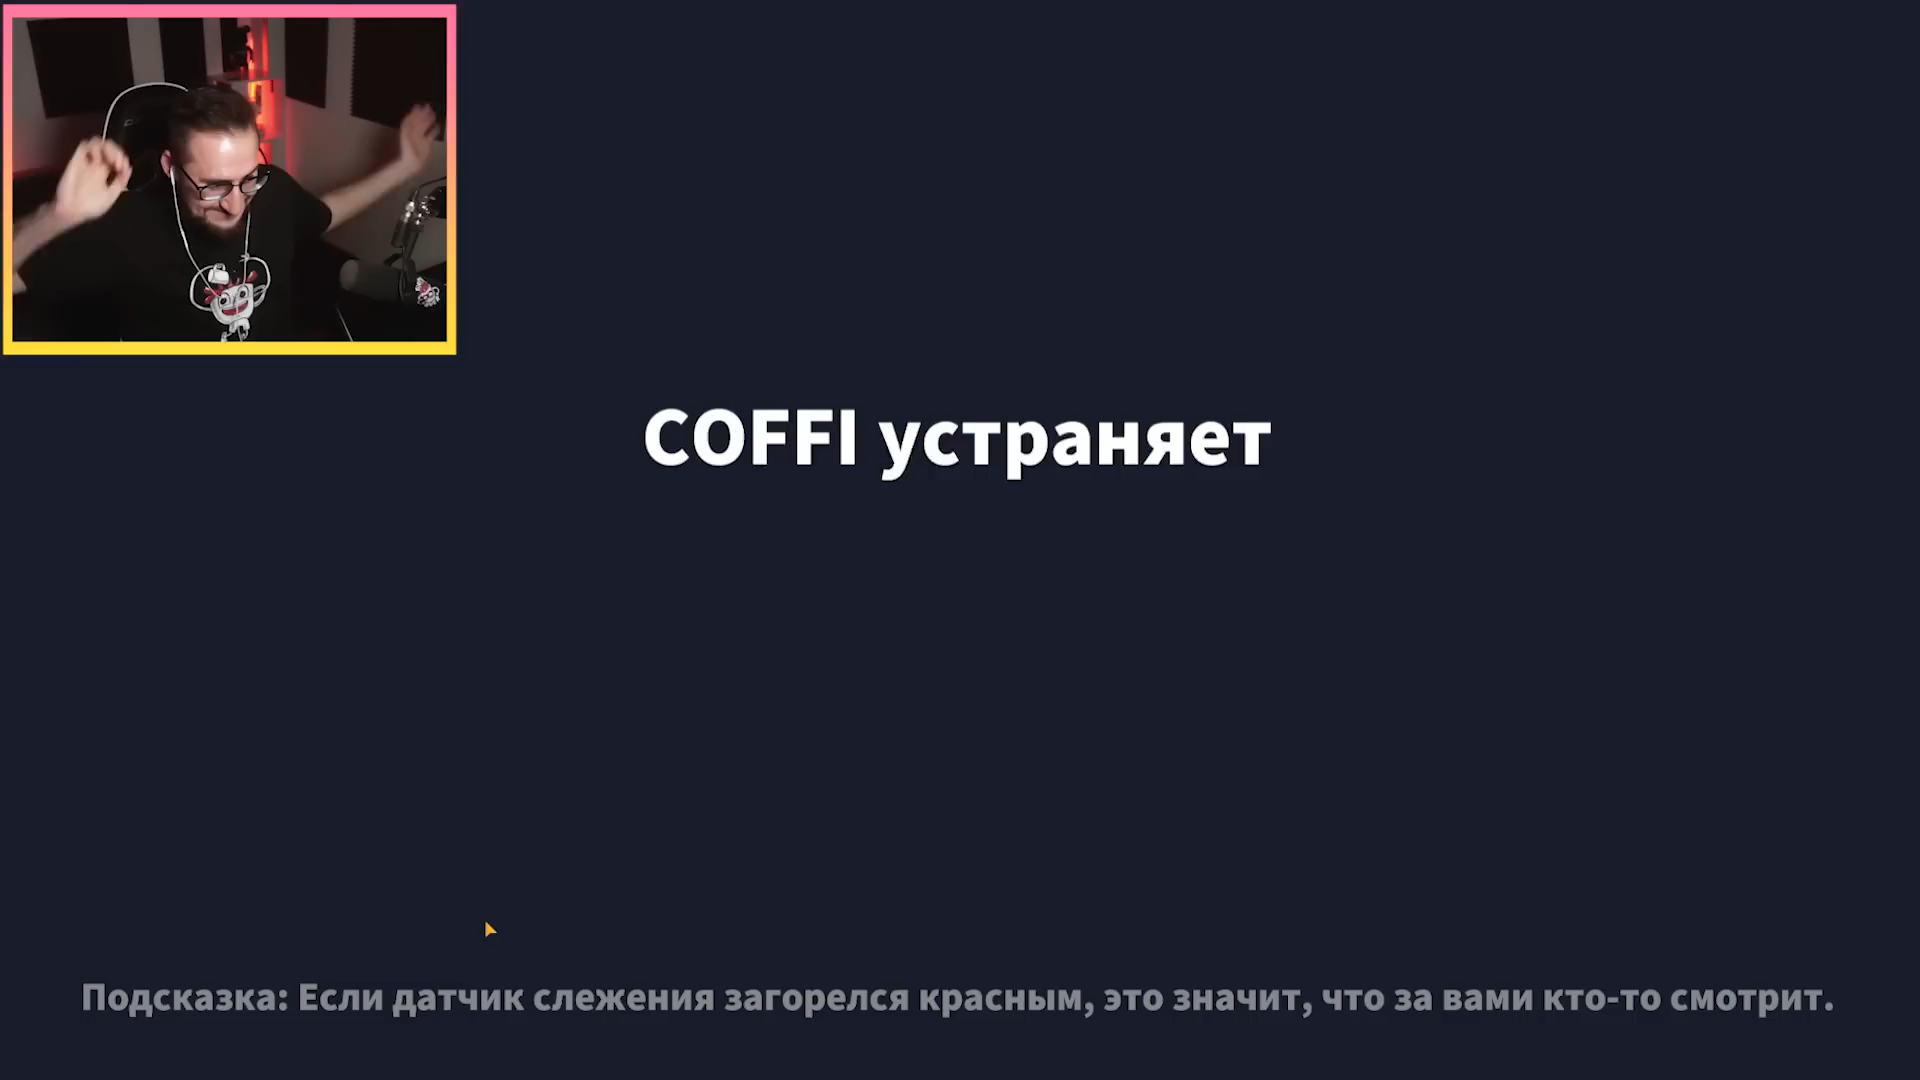 COFFI устраняет
Подсказка: Если датчик слежения загорелся красным, это значит, что за вами кто-то смотрит.